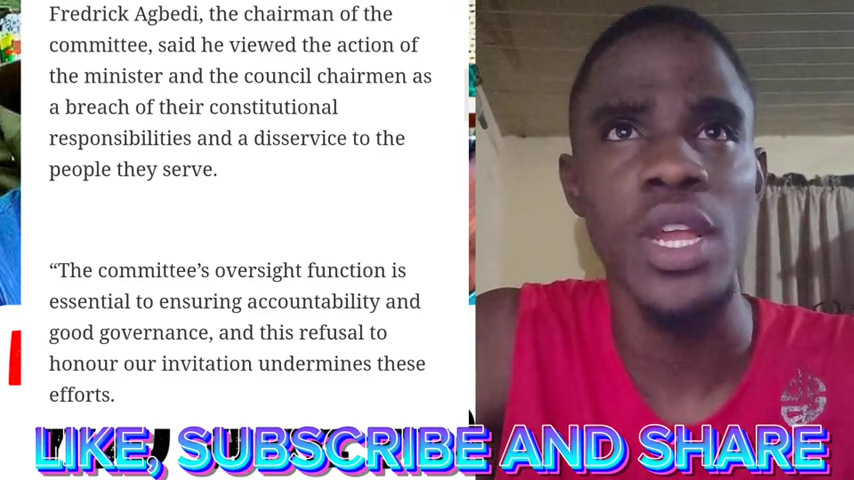 Fredrick Agbedi, the chairman of the
committee, said he viewed the action of
the minister and the council chairmen as
a breach of their constitutional
responsibilities and a disservice to the
people they serve.
“The committee’s oversight function is
essential to ensuring accountability and
good governance, and this refusal to
honour our invitation undermines these
efforts.
LIKE, SUBSCRIBE AND SHARE